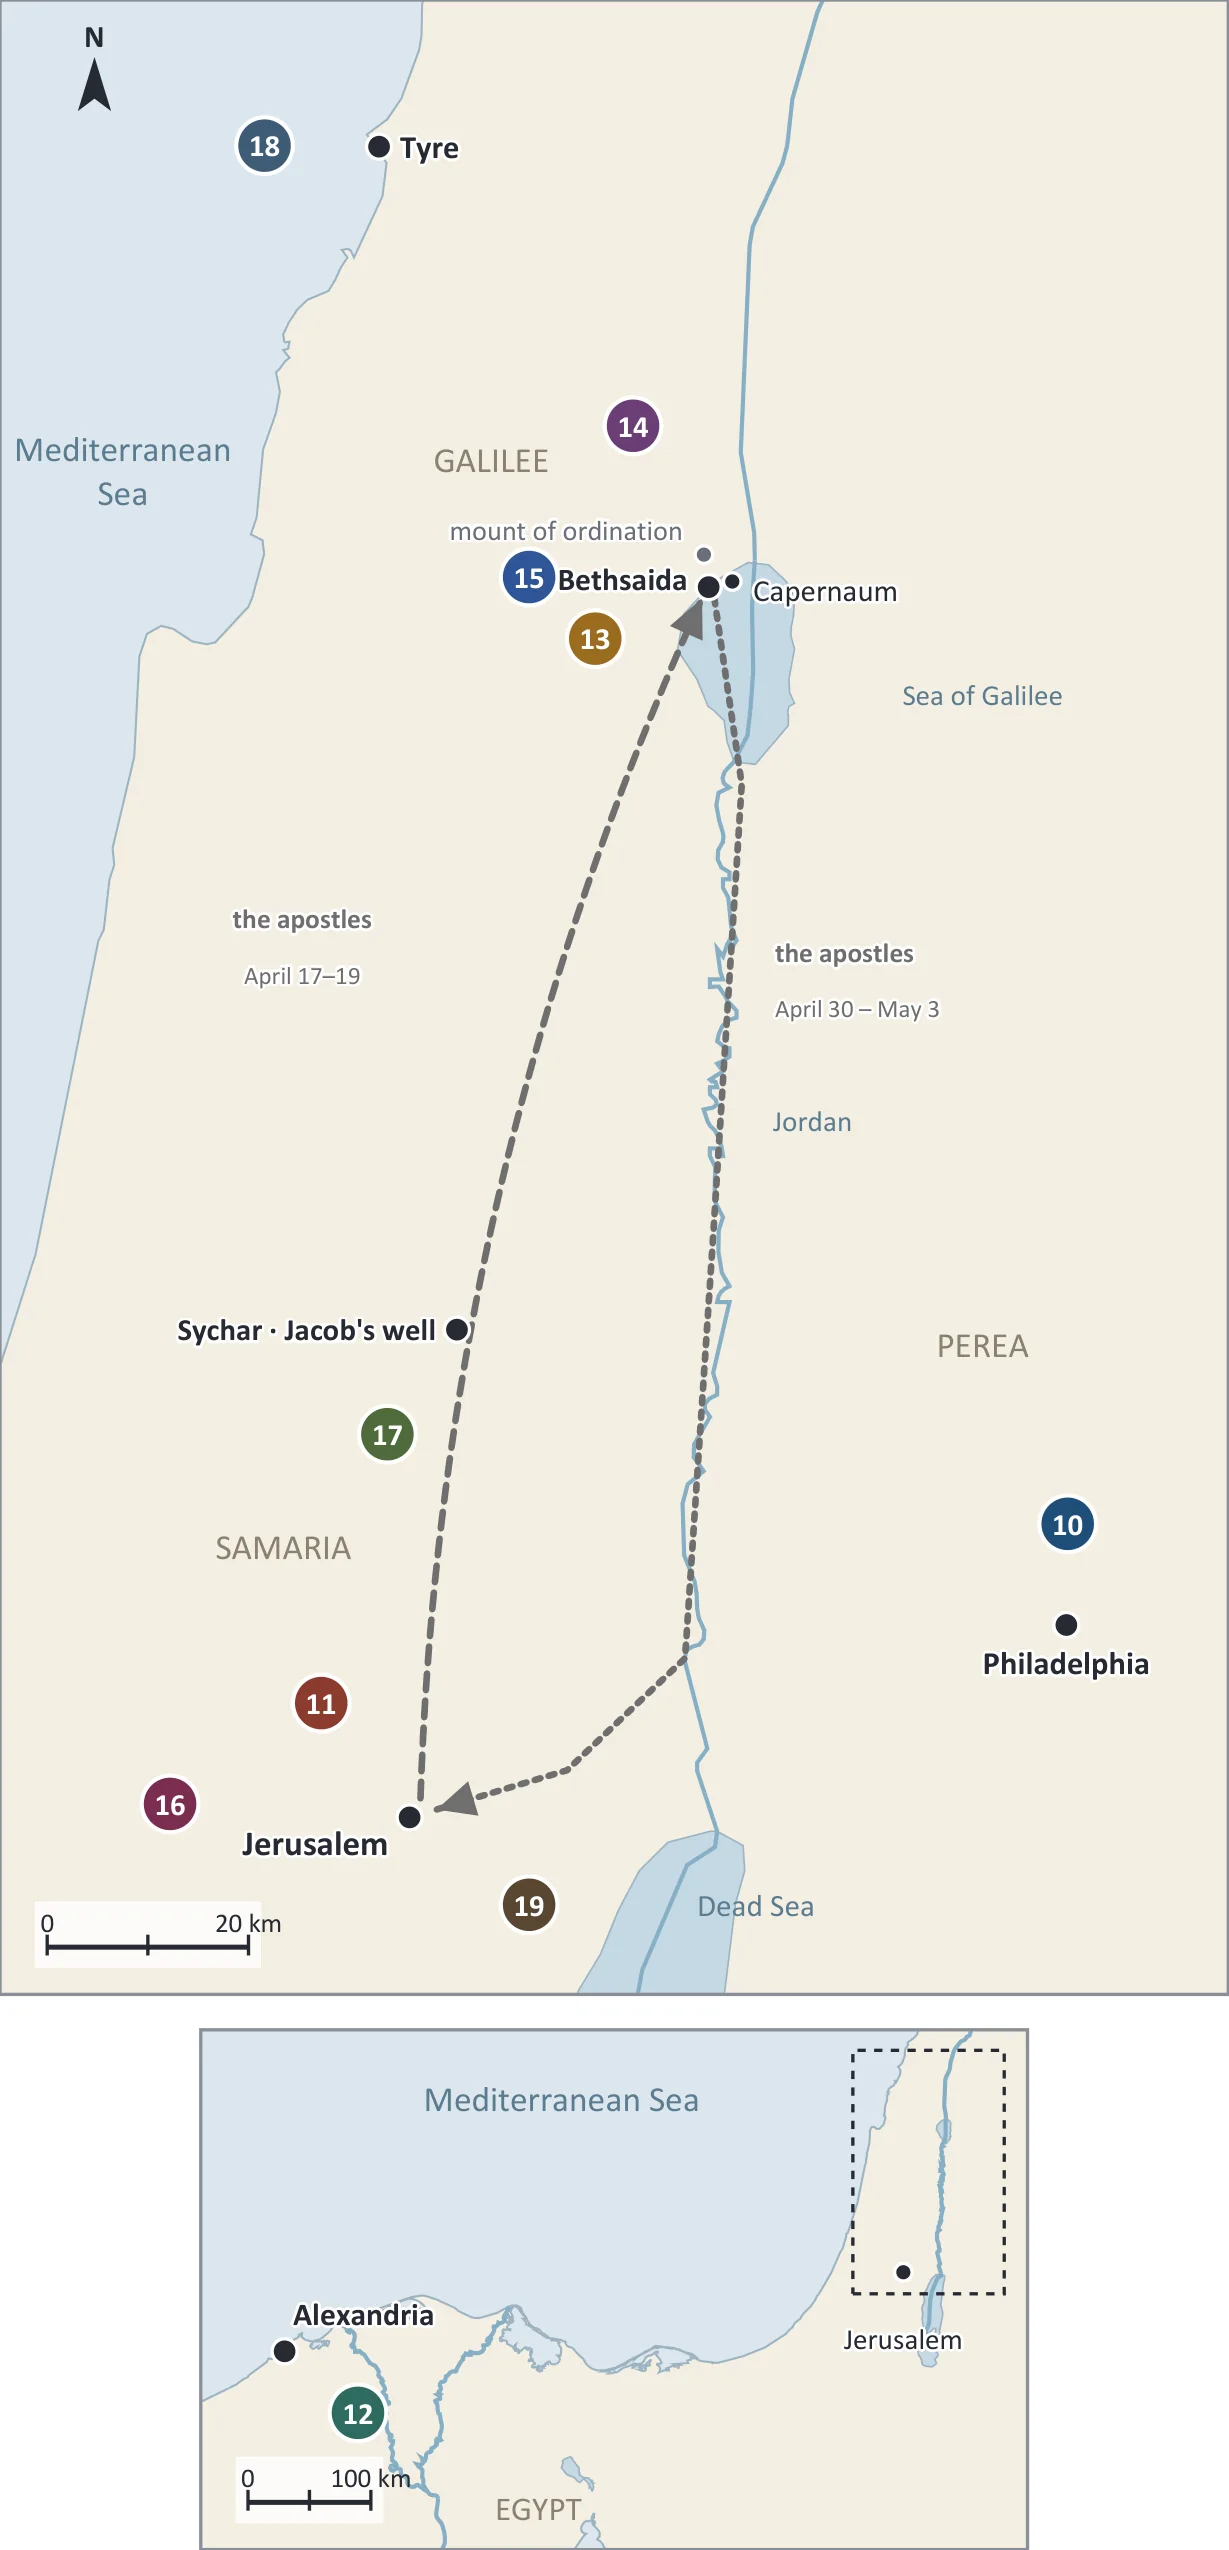 N
18
Tyre
14
Mediterranean
Sea
GALILEE
mount of ordination
15
Bethsaida
Capernaum
13
Sea of Galilee
the apostles
April 17–19
the apostles
April 30 – May 3
Jordan
Sychar · Jacob's well
PEREA
17
10
SAMARIA
Philadelphia
11
16
Jerusalem
19
Dead Sea
0 20 km
Mediterranean Sea
Alexandria
Jerusalem
12
0 100 km
EGYPT